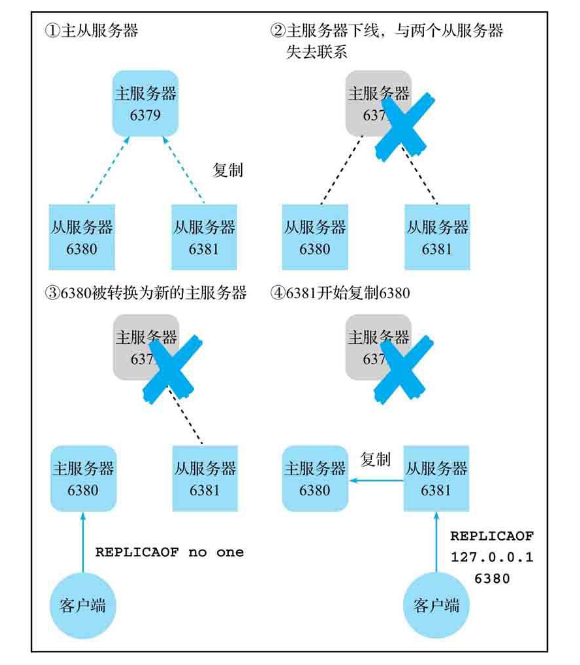 ①主从服务器
主服务器
6379
复制
从服务器
6380
从服务器
6381
②主服务器下线，与两个从服务器
失去联系
主服务器
从服务器
6380
从服务器
6381
③6380被转换为新的主服务器
主服务器
主服务器
6380
从服务器
6381
REPLICAOF no one
客户端
④6381开始复制6380
主服务器
主服务器
6380
复制
从服务器
6381
REPLICAOF
127.0.0.1
6380
客户端